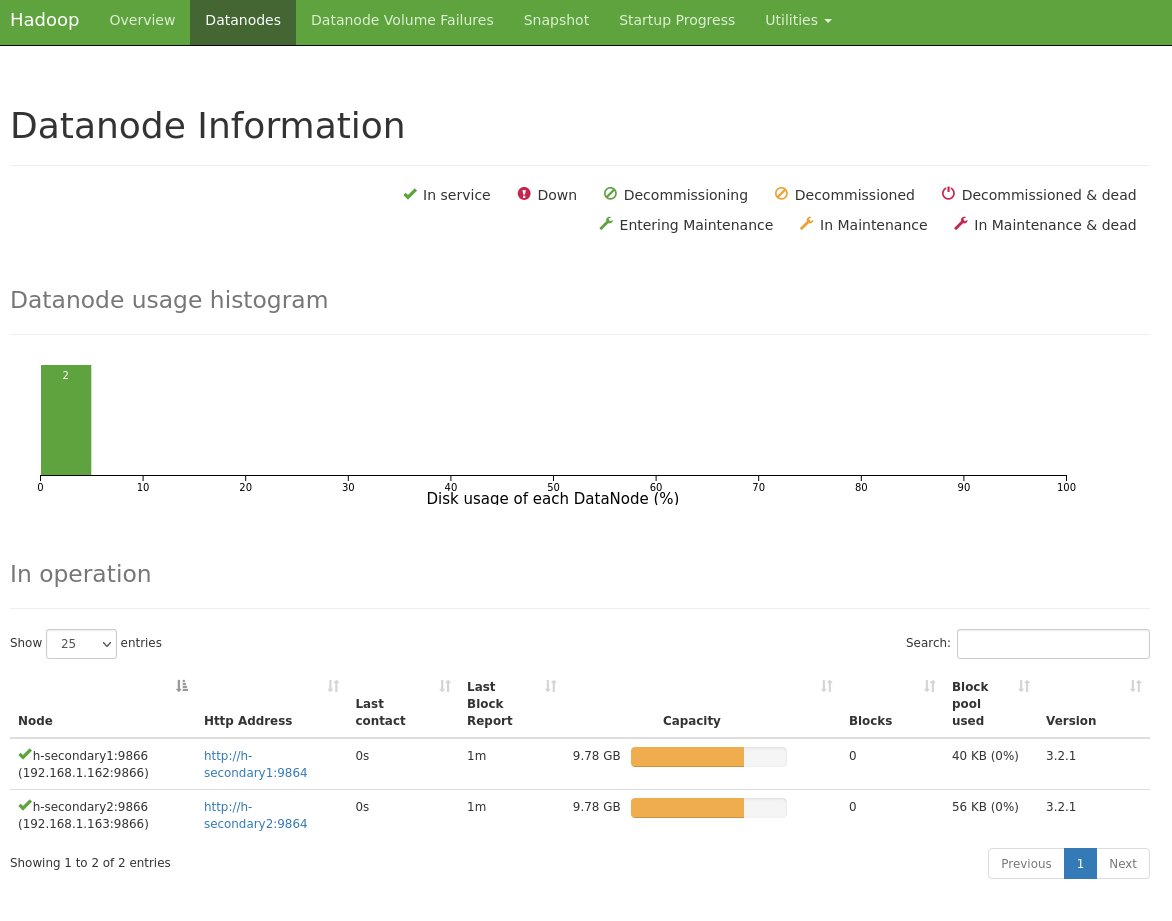 Hadoop Overview Datanodes Datanode Volume Failures Snapshot Startup Progress Utilities
Datanode Information
In service Down Decommissioning Decommissioned Decommissioned & dead
Entering Maintenance In Maintenance In Maintenance & dead
Datanode usage histogram
2
0 10 20 30 40 50 60 70 80 90 100
Disk usage of each DataNode (%)
In operation
Show 25 entries Search:
Node Http Address Last contact Last Block Report Capacity Blocks Block pool used Version
h-secondary1:9866 http://h- 0s 1m 9.78 GB 0 40 KB (0%) 3.2.1
(192.168.1.162:9866) secondary1:9864
h-secondary2:9866 http://h- 0s 1m 9.78 GB 0 56 KB (0%) 3.2.1
(192.168.1.163:9866) secondary2:9864
Showing 1 to 2 of 2 entries Previous 1 Next